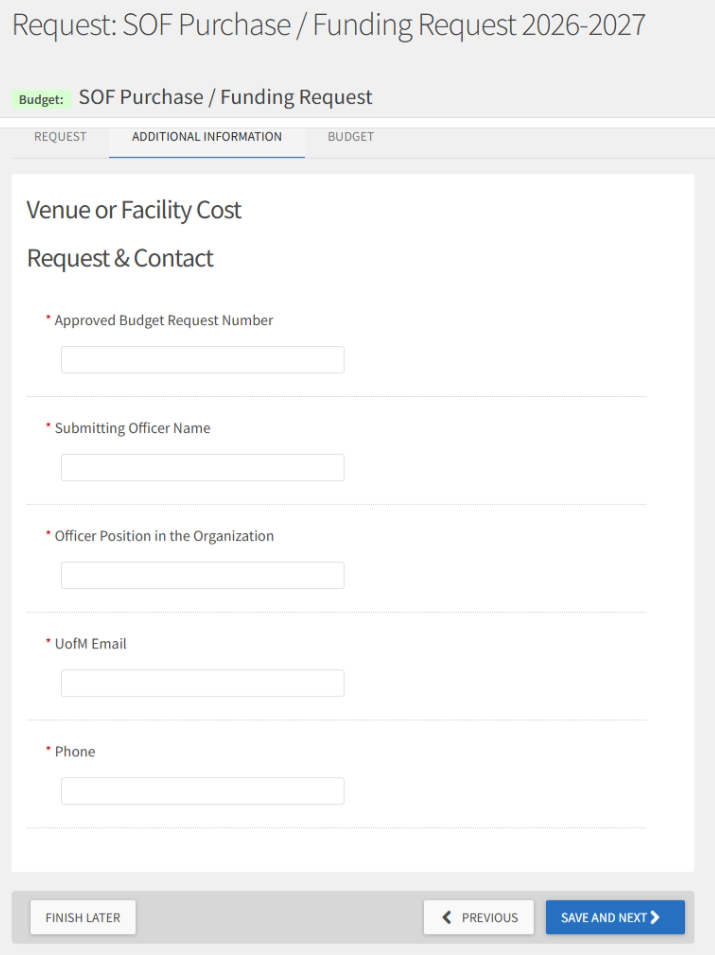 Request: SOF Purchase / Funding Request 2026-2027
Budget: SOF Purchase / Funding Request
REQUEST ADDITIONAL INFORMATION BUDGET
Venue or Facility Cost
Request & Contact
* Approved Budget Request Number
* Submitting Officer Name
* Officer Position in the Organization
* UofM Email
* Phone
FINISH LATER PREVIOUS SAVE AND NEXT